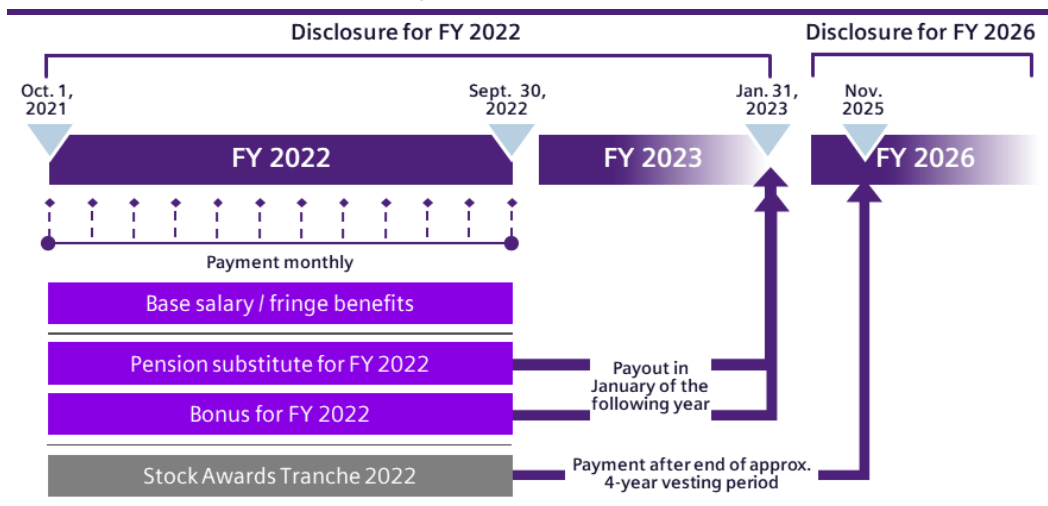 Disclosure for FY 2022
Disclosure for FY 2026
Oct. 1,
2021
Sept. 30,
2022
Jan. 31,
2023
Nov.
2025
FY 2022
FY 2023
FY 2026
Payment monthly
Base salary / fringe benefits
Pension substitute for FY 2022
Bonus for FY 2022
Payout in
January of the
following year
Stock Awards Tranche 2022
Payment after end of approx.
4-year vesting period